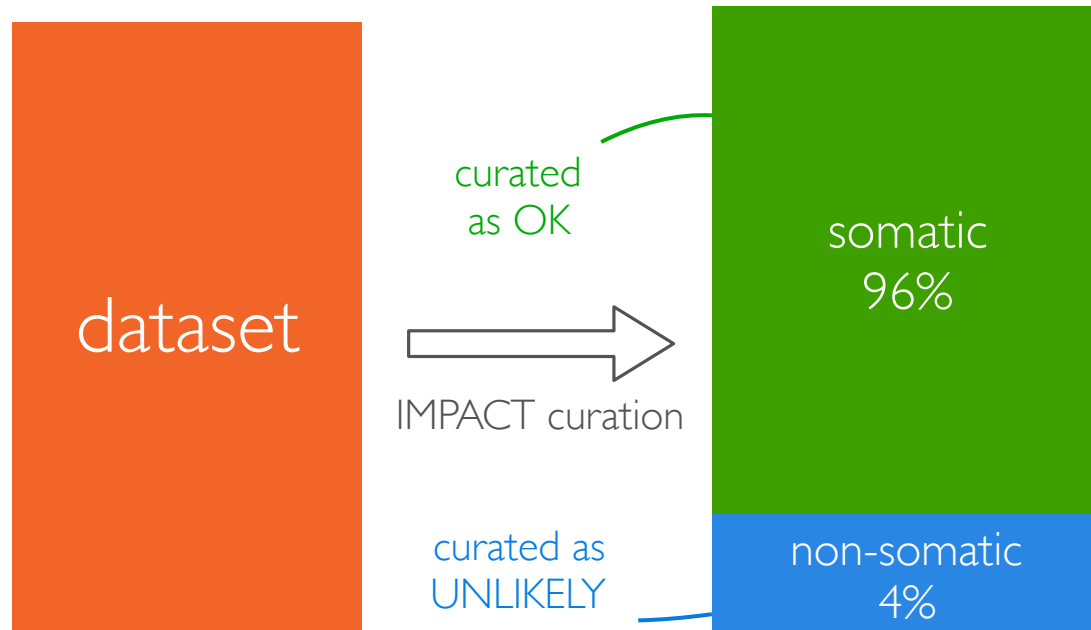 dataset
curated
as OK
IMPACT curation
curated as
UNLIKELY
somatic
96%
non-somatic
4%